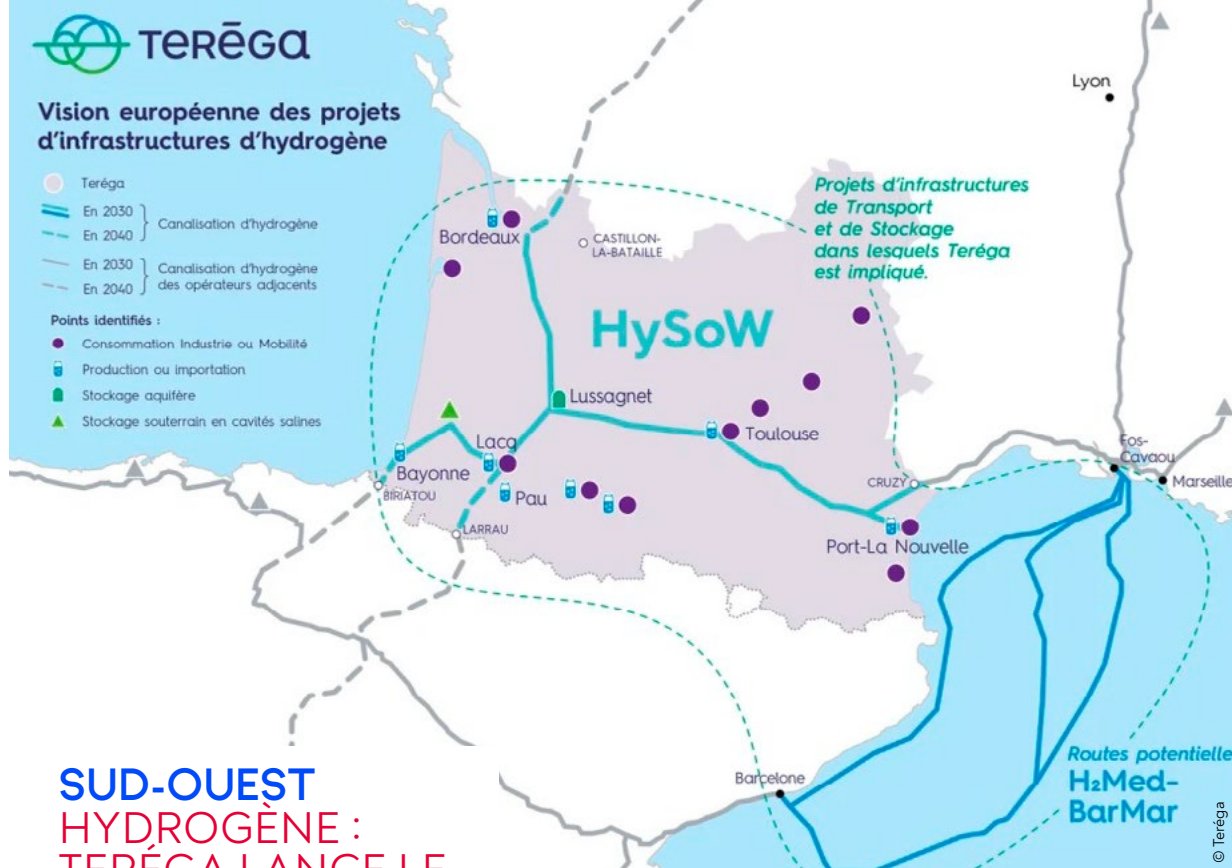 TERĒGA
Vision européenne des projets
d'infrastructures d'hydrogène
Teréga
En 2030
En 2040
Canalisation d'hydrogène
En 2030
En 2040
Canalisation d'hydrogène
des opérateurs adjacents
Points identifiés :
Consommation Industrie ou Mobilité
Production ou importation
Stockage aquifère
Stockage souterrain en cavités salines
Lyon
Projets d'infrastructures
de Transport
et de Stockage
dans lesquels Teréga
est impliqué.
Bordeaux
CASTILLON-
LA-BATAILLE
HySoW
Lussagnet
Toulouse
Lacq
Bayonne
BIRIATOU
Pau
LARRAU
CRUZY
Port-La Nouvelle
Fos-
Cavaou
Marseille
Barcelone
Routes potentielle
H₂Med-
BarMar
© Teréga
SUD-OUEST
HYDROGÈNE :
TERÉGA LANCE LE